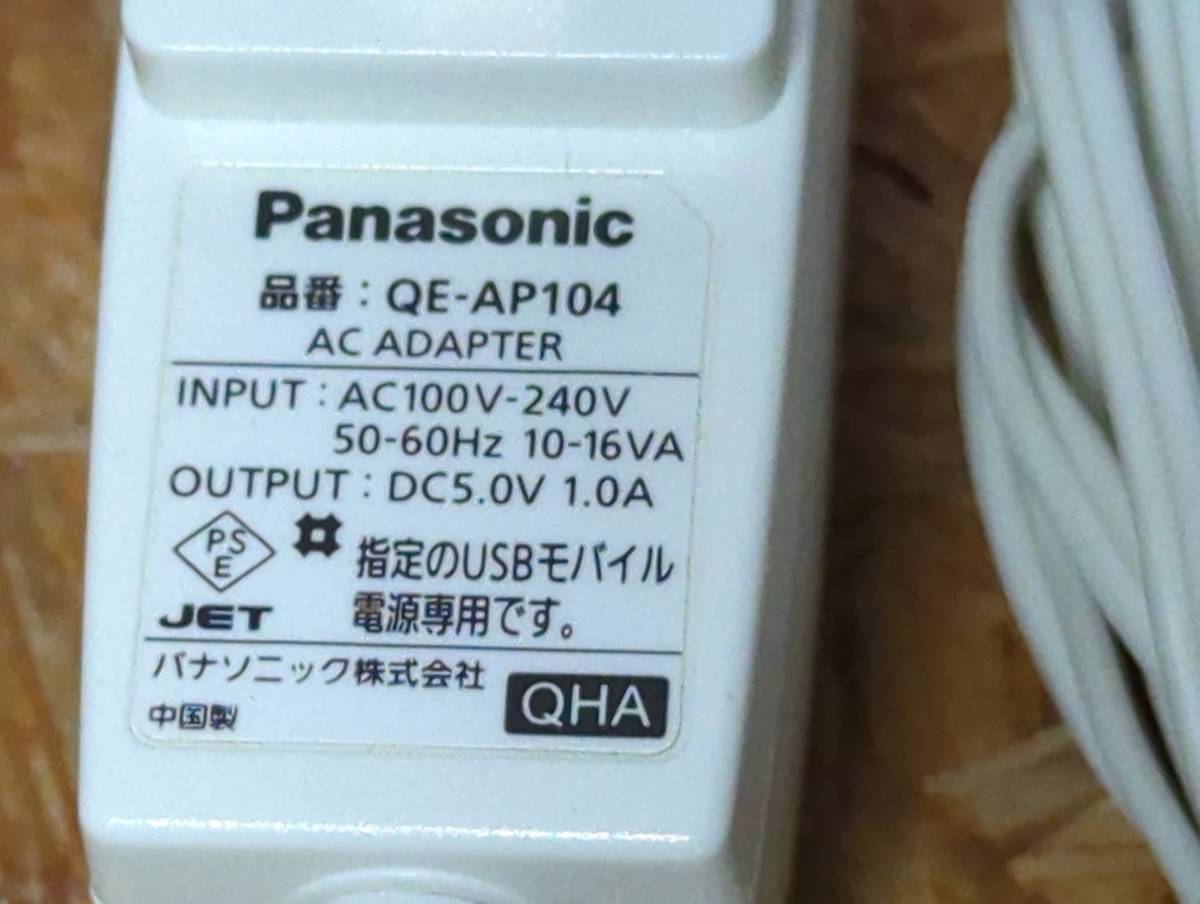 Panasonic
品番：QE-AP104
AC ADAPTER
INPUT：AC100V-240V
50-60Hz 10-16VA
OUTPUT：DC5.0V 1.0A
PSE
JET
指定のUSBモバイル
電源専用です。
パナソニック株式会社
中国製
QHA